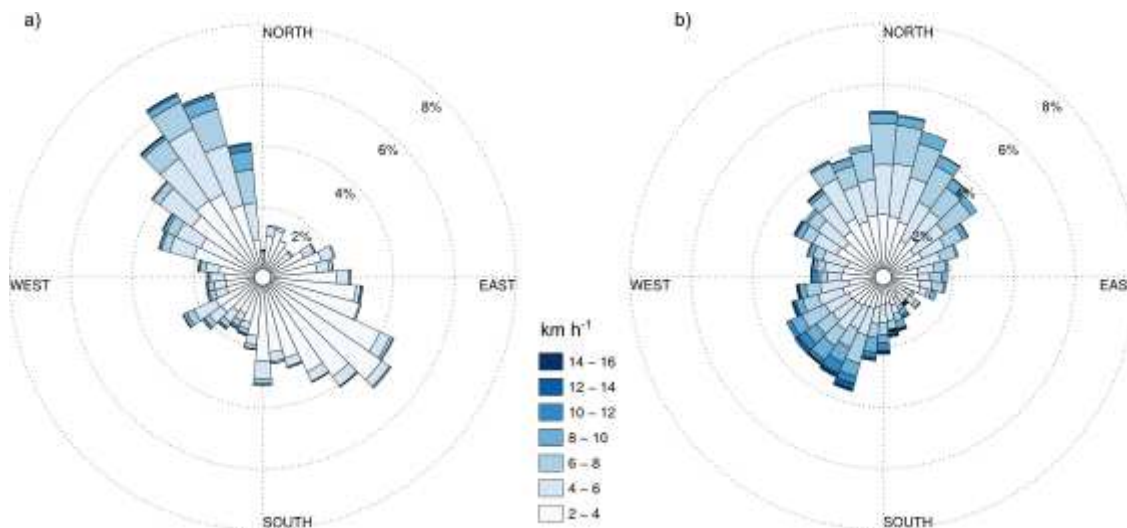 a)
NORTH
8%
6%
4%
2%
WEST
EAST
SOUTH
b)
NORTH
8%
6%
2%
WEST
EAS
SOUTH
km h-1
14 – 16
12 – 14
10 – 12
8 – 10
6 – 8
4 – 6
2 – 4